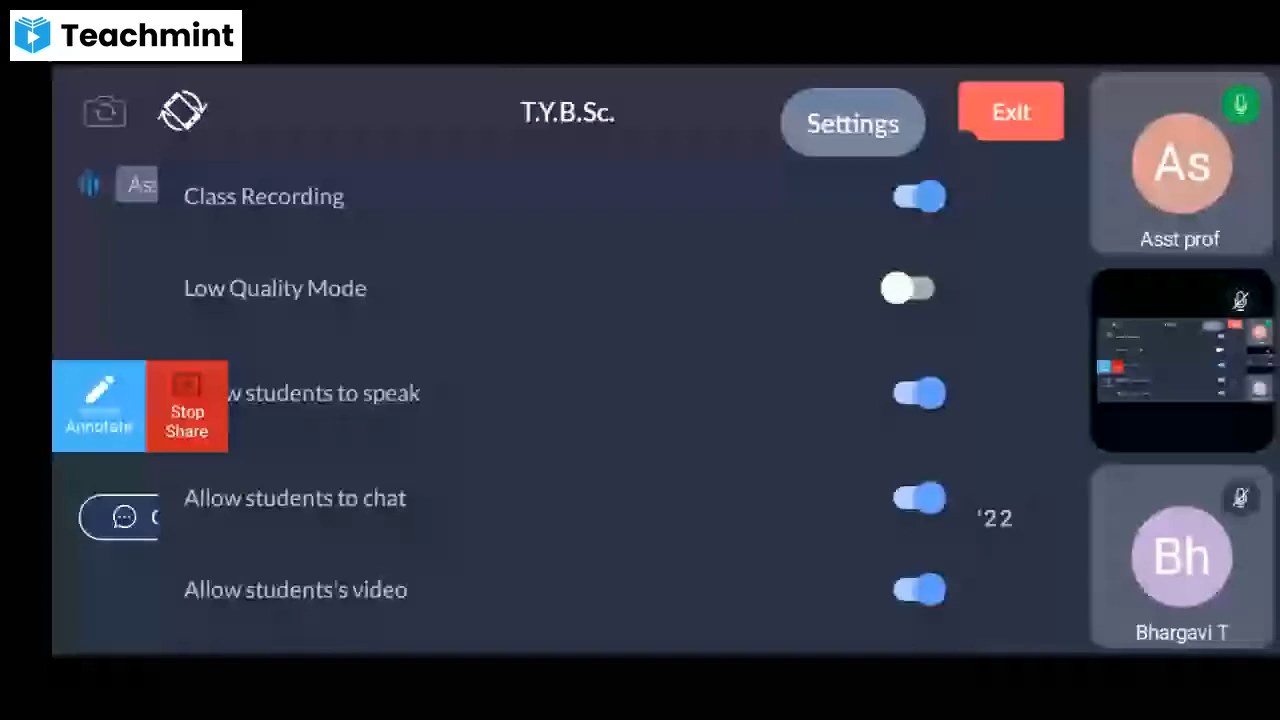 Teachmint
T.Y.B.Sc.
Settings
Exit
As
Asst prof
Class Recording
Low Quality Mode
Annotate
Stop
Share
w students to speak
Allow students to chat
'22
Allow students's video
Bh
Bhargavi T